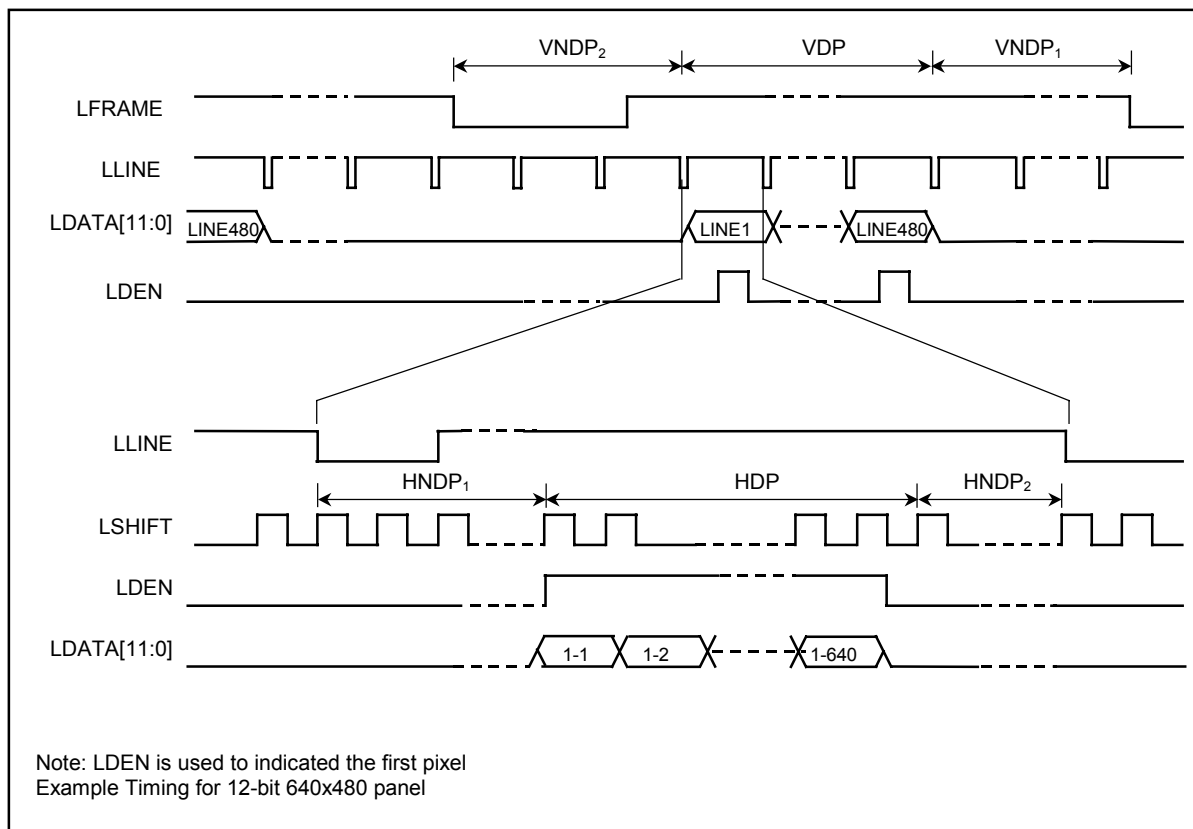 VNDP₂ VDP VNDP₁
LFRAME
LLINE
LDATA[11:0] LINE480 LINE1 LINE480
LDEN
LLINE
HNDP₁ HDP HNDP₂
LSHIFT
LDEN
LDATA[11:0] 1-1 1-2 1-640
Note: LDEN is used to indicated the first pixel
Example Timing for 12-bit 640x480 panel